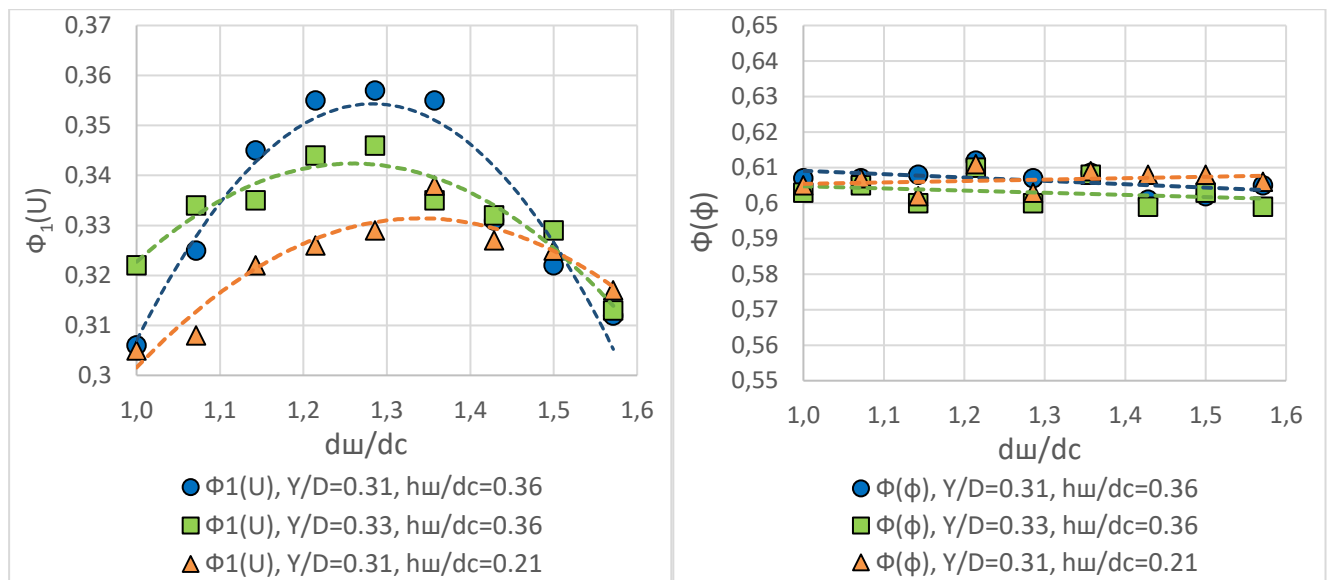 0,37
0,36
0,35
0,34
0,33
0,32
0,31
0,3
Φ₁(U)
1,0 1,1 1,2 1,3 1,4 1,5 1,6
dш/dс
Φ1(U), Y/D=0.31, hш/dc=0.36
Φ1(U), Y/D=0.33, hш/dc=0.36
Φ1(U), Y/D=0.31, hш/dc=0.21
0,65
0,64
0,63
0,62
0,61
0,6
0,59
0,58
0,57
0,56
0,55
Φ(ϕ)
1,0 1,1 1,2 1,3 1,4 1,5 1,6
dш/dс
Φ(ϕ), Y/D=0.31, hш/dc=0.36
Φ(ϕ), Y/D=0.33, hш/dc=0.36
Φ(ϕ), Y/D=0.31, hш/dc=0.21